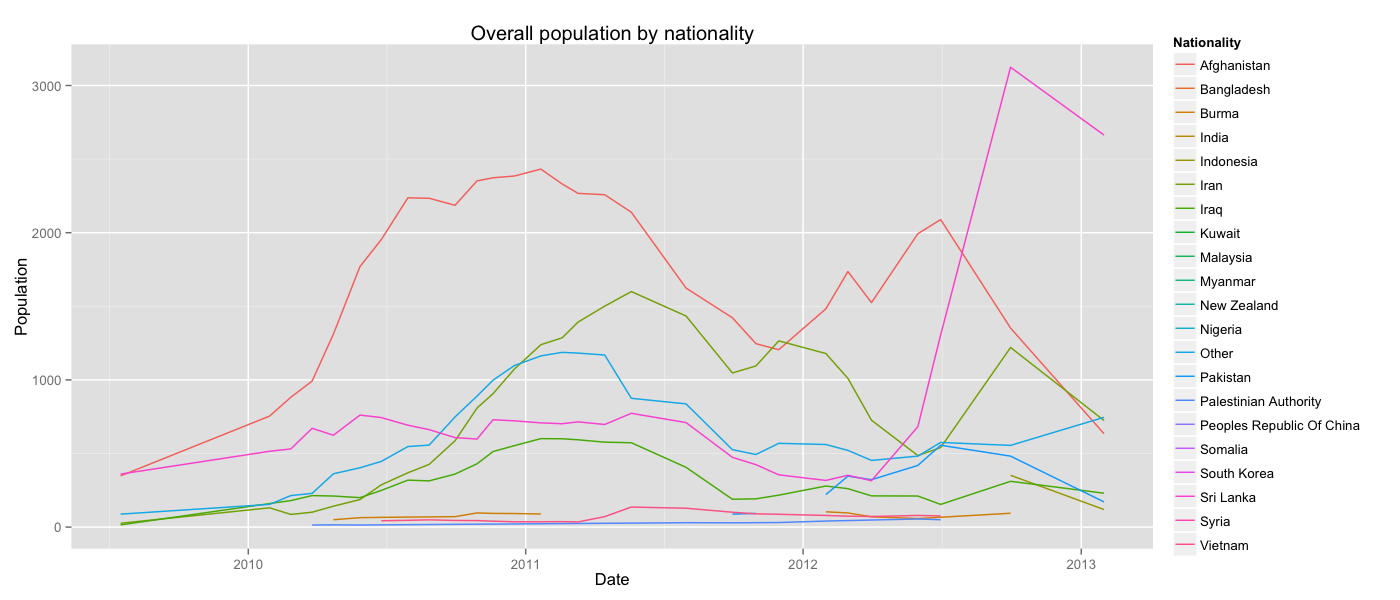 Overall population by nationality
Population
3000
2000
1000
0
2010
2011
2012
2013
Date
Nationality
Afghanistan
Bangladesh
Burma
India
Indonesia
Iran
Iraq
Kuwait
Malaysia
Myanmar
New Zealand
Nigeria
Other
Pakistan
Palestinian Authority
Peoples Republic Of China
Somalia
South Korea
Sri Lanka
Syria
Vietnam